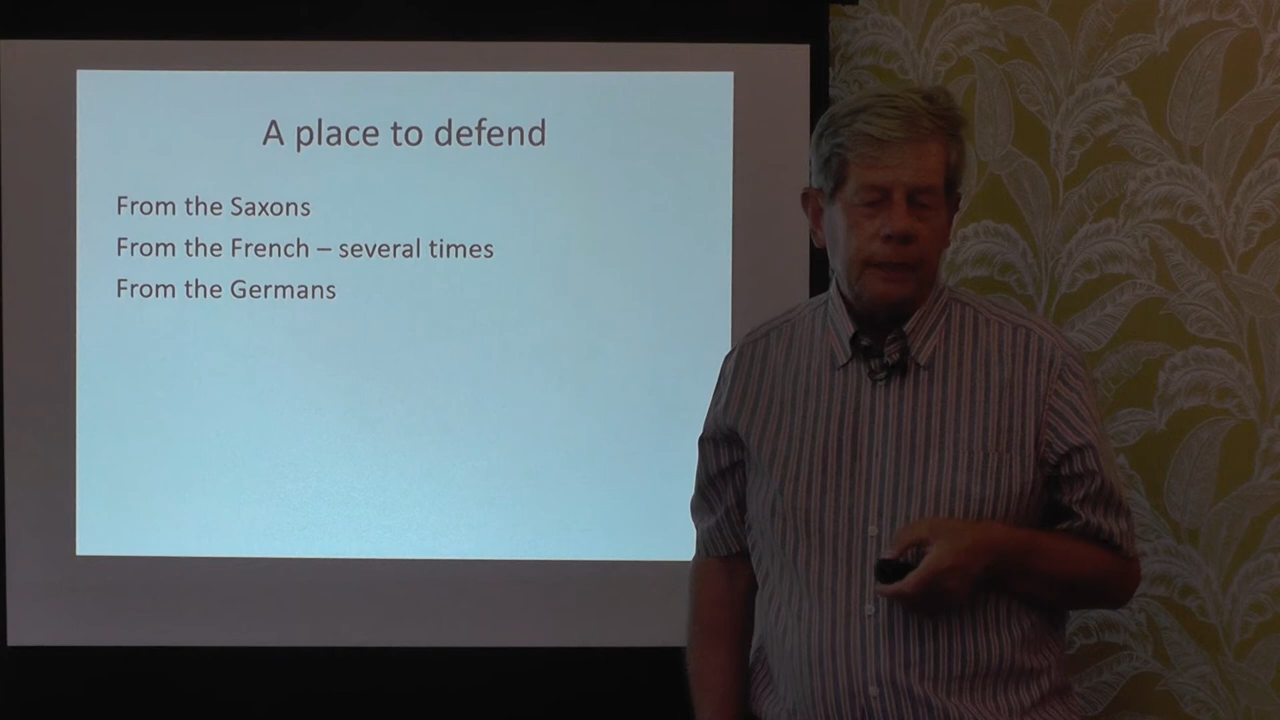 A place to defend
From the Saxons
From the French – several times
From the Germans